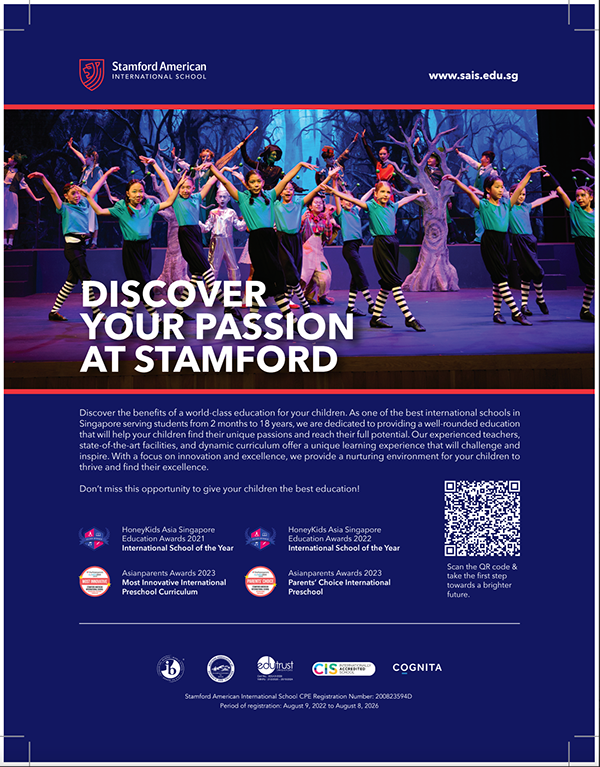 Stamford American
INTERNATIONAL SCHOOL
www.sais.edu.sg
DISCOVER
YOUR PASSION
AT STAMFORD
Discover the benefits of a world-class education for your children. As one of the best international schools in
Singapore serving students from 2 months to 18 years, we are dedicated to providing a well-rounded education
that will help your children find their unique passions and reach their full potential. Our experienced teachers,
state-of-the-art facilities, and dynamic curriculum offer a unique learning experience that will challenge and
inspire. With a focus on innovation and excellence, we provide a nurturing environment for your children to
thrive and find their excellence.
Don't miss this opportunity to give your children the best education!
HoneyKids Asia Singapore
Education Awards 2021
International School of the Year
HoneyKids Asia Singapore
Education Awards 2022
International School of the Year
Asianparents Awards 2023
Most Innovative International
Preschool Curriculum
MOST INNOVATIVE
Asianparents Awards 2023
Parents' Choice International
Preschool
PARENTS' CHOICE
Scan the QR code &
take the first step
towards a brighter
future.
edutrust
CIS INTERNATIONALLY
ACCREDITED
SCHOOL
COGNITA
Stamford American International School CPE Registration Number: 200823594D
Period of registration: August 9, 2022 to August 8, 2026